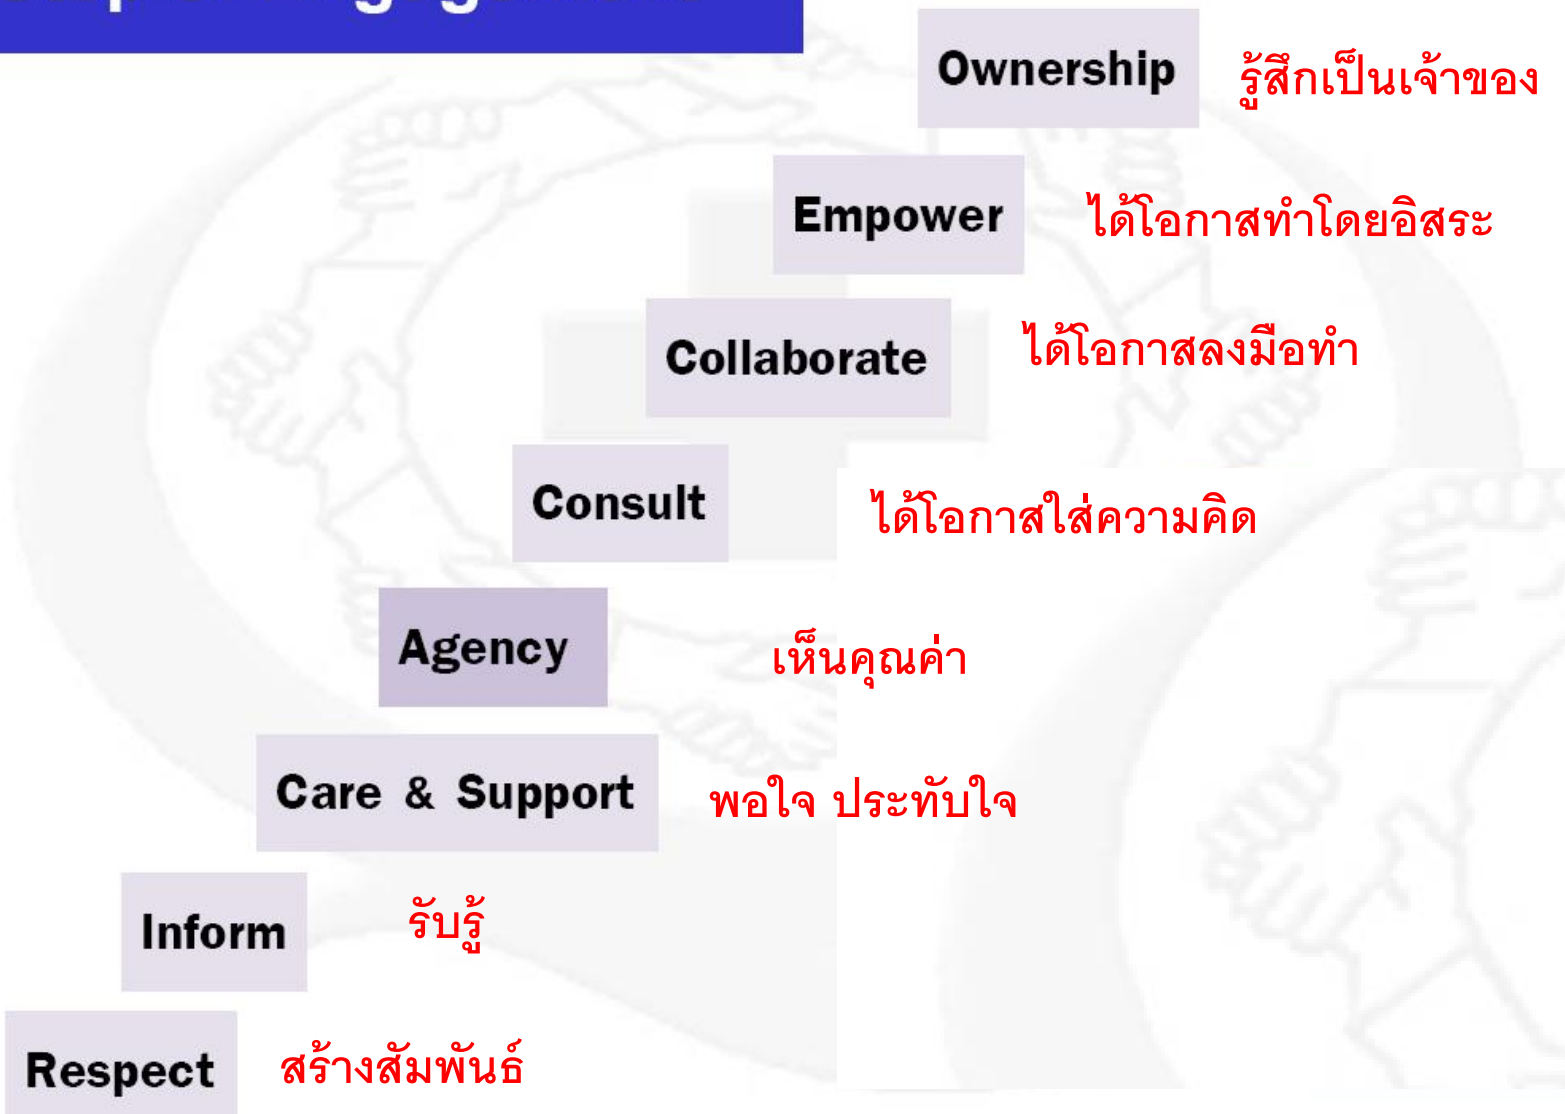 Ownership รู้สึกเป็นเจ้าของ
Empower ได้โอกาสทำโดยอิสระ
Collaborate ได้โอกาสลงมือทำ
Consult ได้โอกาสใส่ความคิด
Agency เห็นคุณค่า
Care & Support พอใจ ประทับใจ
Inform รับรู้
Respect สร้างสัมพันธ์